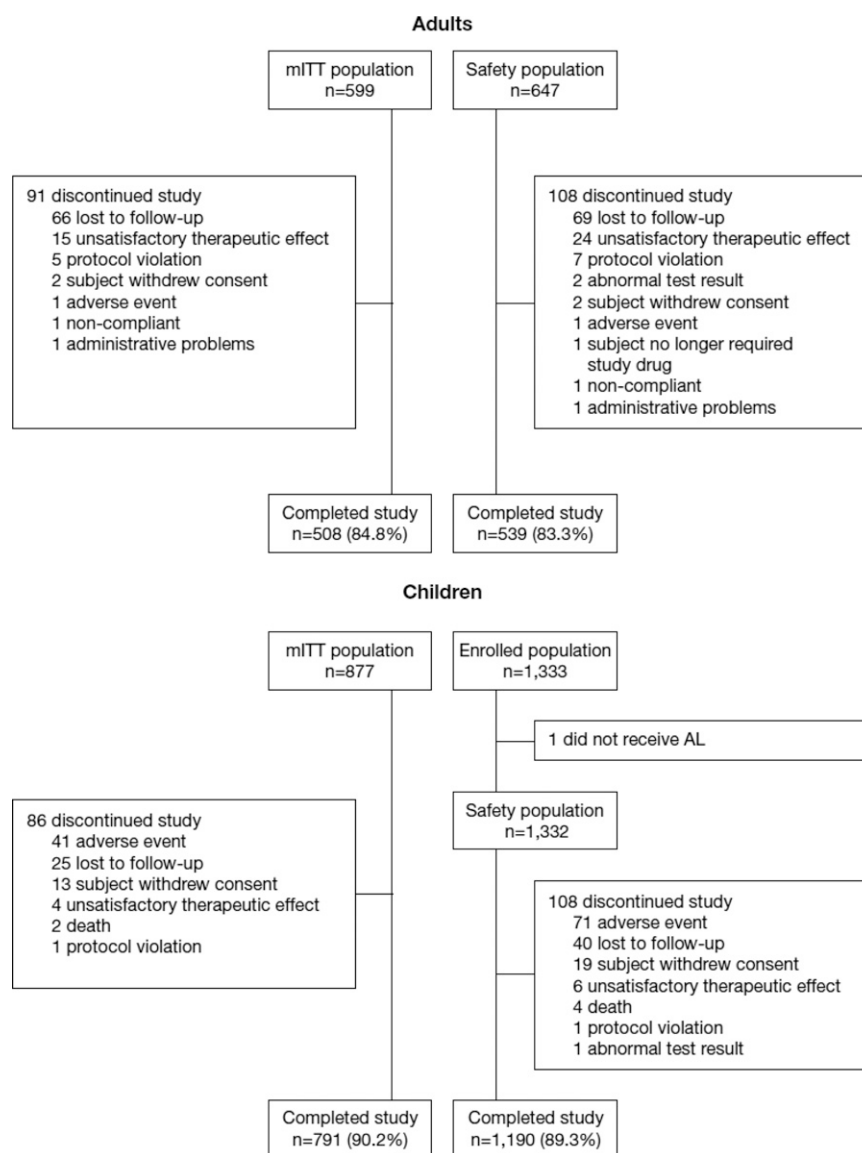 Adults
mITT population
n=599
Safety population
n=647
91 discontinued study
66 lost to follow-up
15 unsatisfactory therapeutic effect
5 protocol violation
2 subject withdrew consent
1 adverse event
1 non-compliant
1 administrative problems
108 discontinued study
69 lost to follow-up
24 unsatisfactory therapeutic effect
7 protocol violation
2 abnormal test result
2 subject withdrew consent
1 adverse event
1 subject no longer required
study drug
1 non-compliant
1 administrative problems
Completed study
n=508 (84.8%)
Completed study
n=539 (83.3%)
Children
mITT population
n=877
Enrolled population
n=1,333
1 did not receive AL
Safety population
n=1,332
86 discontinued study
41 adverse event
25 lost to follow-up
13 subject withdrew consent
4 unsatisfactory therapeutic effect
2 death
1 protocol violation
108 discontinued study
71 adverse event
40 lost to follow-up
19 subject withdrew consent
6 unsatisfactory therapeutic effect
4 death
1 protocol violation
1 abnormal test result
Completed study
n=791 (90.2%)
Completed study
n=1,190 (89.3%)